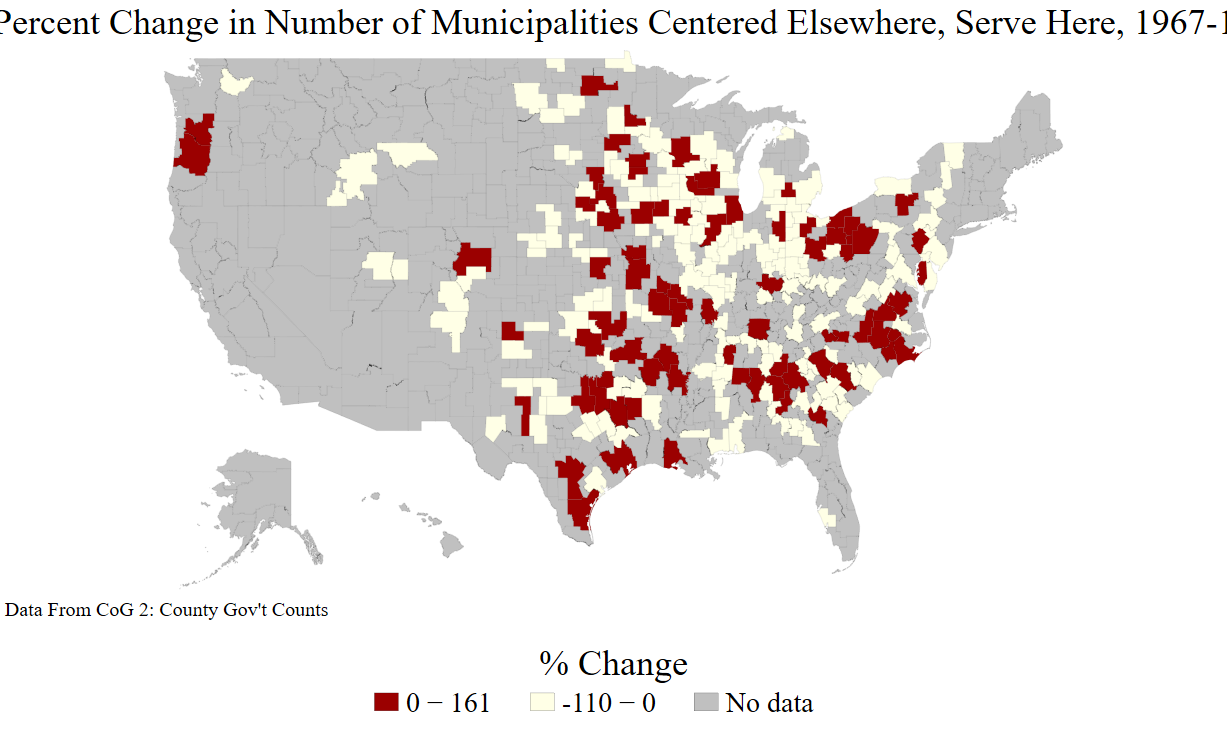 Percent Change in Number of Municipalities Centered Elsewhere, Serve Here, 1967-1
Data From CoG 2: County Gov't Counts
% Change
0 − 161
-110 − 0
No data